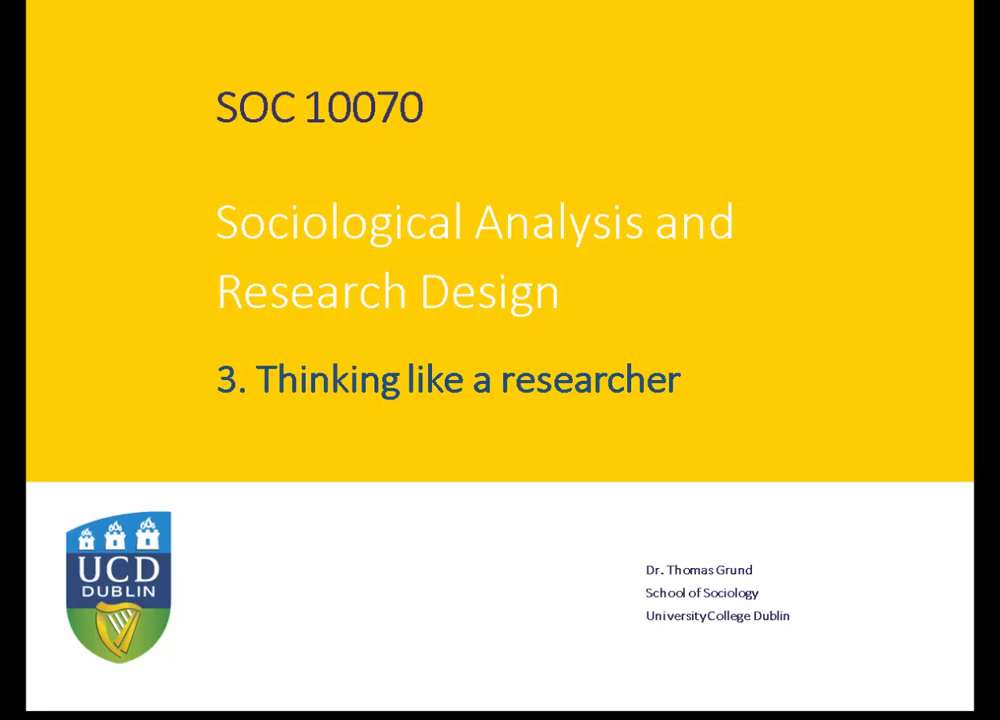 SOC 10070
Sociological Analysis and
Research Design
3. Thinking like a researcher
UCD
DUBLIN
Dr. Thomas Grund
School of Sociology
University College Dublin